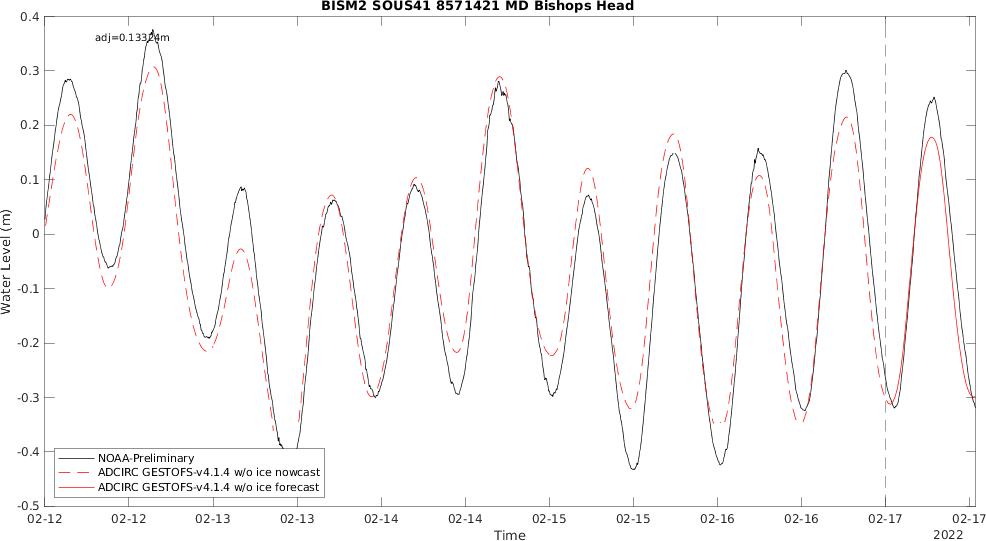 BISM2 SOUS41 8571421 MD Bishops Head
adj=0.13324m
0.4
0.3
0.2
0.1
0
-0.1
-0.2
-0.3
-0.4
-0.5
Water Level (m)
NOAA-Preliminary
ADCIRC GESTOFS-v4.1.4 w/o ice nowcast
ADCIRC GESTOFS-v4.1.4 w/o ice forecast
02-12 02-12 02-13 02-13 02-14 02-14 02-15 02-15 02-16 02-16 02-17 02-17
Time
2022